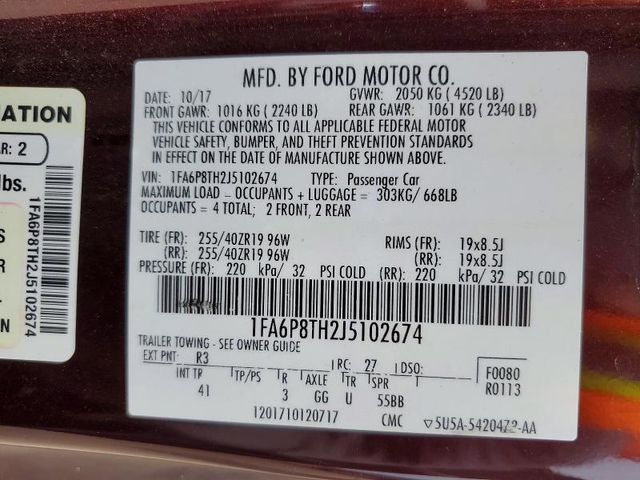 MATION
R: 2
lbs.
S
R
P
N
1FA6P8TH2J5102674
MFD. BY FORD MOTOR CO.
DATE: 10/17 GVWR: 2050 KG ( 4520 LB)
FRONT GAWR: 1016 KG ( 2240 LB) REAR GAWR: 1061 KG ( 2340 LB)
THIS VEHICLE CONFORMS TO ALL APPLICABLE FEDERAL MOTOR
VEHICLE SAFETY, BUMPER, AND THEFT PREVENTION STANDARDS
IN EFFECT ON THE DATE OF MANUFACTURE SHOWN ABOVE.
VIN: 1FA6P8TH2J5102674 TYPE: Passenger Car
MAXIMUM LOAD – OCCUPANTS + LUGGAGE = 303KG/ 668LB
OCCUPANTS = 4 TOTAL; 2 FRONT, 2 REAR
TIRE (FR): 255/40ZR19 96W RIMS (FR): 19x8.5J
(RR): 255/40ZR19 96W (RR): 19x8.5J
PRESSURE (FR): 220 kPa/ 32 PSI COLD (RR): 220 kPa/ 32 PSI COLD
1FA6P8TH2J5102674
TRAILER TOWING - SEE OWNER GUIDE
EXT PNT: R3 RC: 27 DSO: F0080
R0113
INT TR TP/PS R AXLE TR SPR
41 3 GG U 55BB
1201710120717 CMC ▽5U5A-54204Z2-AA